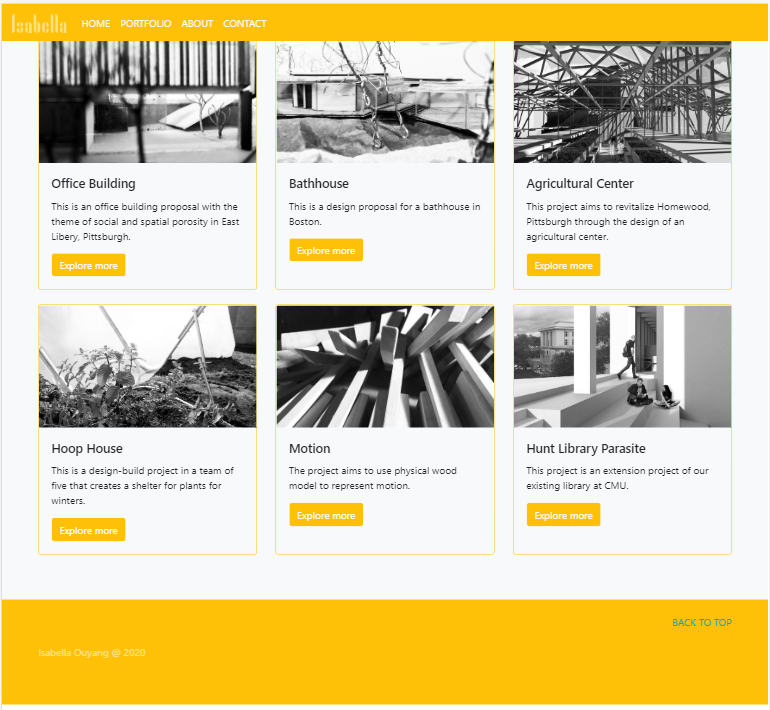 Isabella HOME PORTFOLIO ABOUT CONTACT
Office Building
This is an office building proposal with the
theme of social and spatial porosity in East
Libery, Pittsburgh.
Explore more
Bathhouse
This is a design proposal for a bathhouse in
Boston.
Explore more
Agricultural Center
This project aims to revitalize Homewood,
Pittsburgh through the design of an
agricultural center.
Explore more
Hoop House
This is a design-build project in a team of
five that creates a shelter for plants for
winters.
Explore more
Motion
The project aims to use physical wood
model to represent motion.
Explore more
Hunt Library Parasite
This project is an extension project of our
existing library at CMU.
Explore more
BACK TO TOP
Isabella Ouyang @ 2020